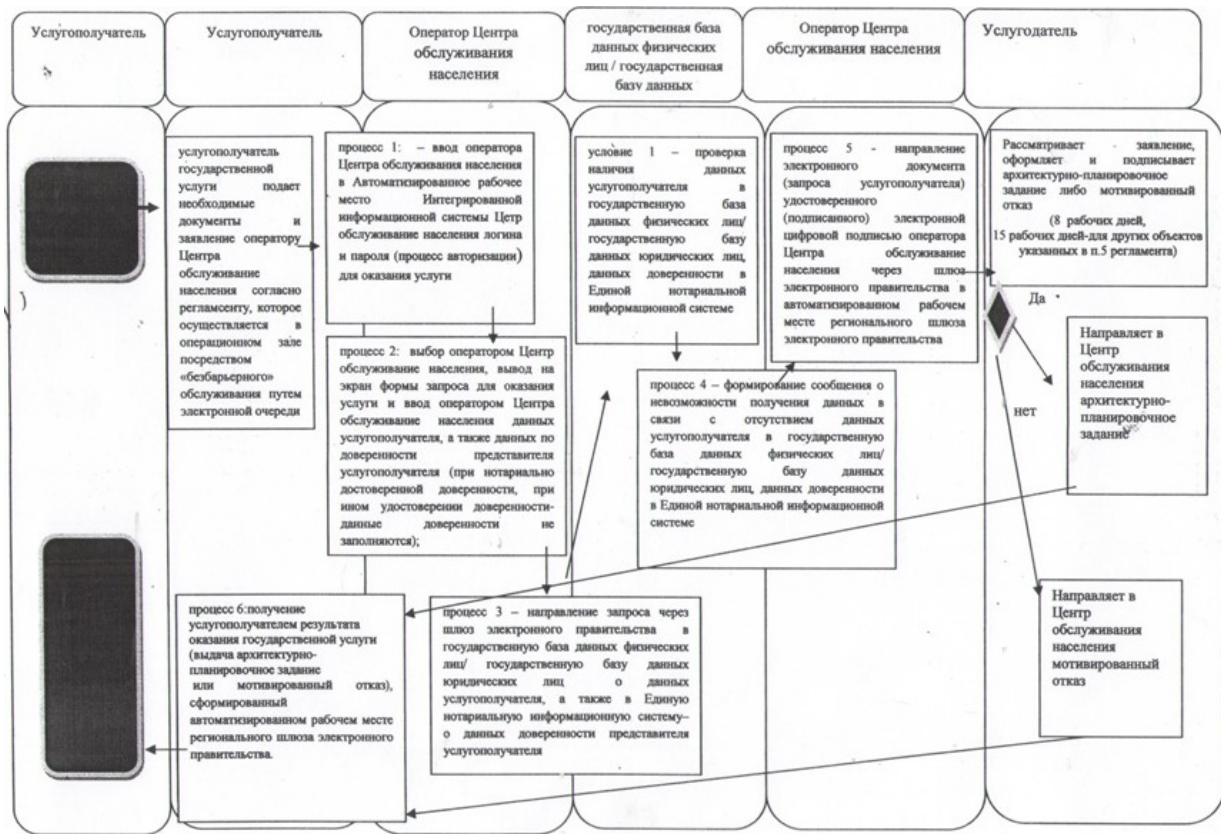 Услугополучатель
Услугополучатель
Оператор Центра
обслуживания
населения
государственная база
данных физических
лиц / государственная
базу данных
Оператор Центра
обслуживания населения
Услугодатель
услугополучатель
государственной
услуги подает
необходимые
документы и
заявление оператору
Центра
обслуживание
населения согласно
регламсенту, которое
осуществляется в
операционном зале
посредством
«безбарьерного»
обслуживания путем
электронной очереди
процесс 1: – ввод оператора
Центра обслуживания населения
в Автоматизированное рабочее
место Интегрированной
информационной системы Цетр
обслуживание населения логина
и пароля (процесс авторизации)
для оказания услуги
процесс 2: выбор оператором Центр
обслуживание населения, вывод на
экран формы запроса для оказания
услуги и ввод оператором Центра
обслуживание населения данных
услугополучателя, а также данных по
доверенности представителя
услугополучателя (при нотариально
достоверенной доверенности, при
ином удостоверении доверенности-
данные доверенности не
заполняются);
процесс 3 – направление запроса через
шлюз электронного правительства в
государственную база данных физических
лиц/ государственную базу данных
юридических лиц о данных
услугополучателя, а также в Единую
нотариальную информационную систему–
о данных доверенности представителя
услугополучателя
условие 1 – проверка
наличия данных
услугополучателя в
государственную база
данных физических лиц/
государственную базу
данных юридических лиц,
данных доверенности в
Единой нотариальной
информационной системе
процесс 4 – формирование сообщения о
невозможности получения данных в
связи с отсутствием данных
услугополучателя в государственную
база данных физических лиц/
государственную базу данных
юридических лиц, данных доверенности
в Единой нотариальной информационной
системе
процесс 5 - направление
электронного документа
(запроса услугополучателя)
удостоверенного
(подписанного) электронной
цифровой подписью оператора
Центра обслуживание
населения через шлюз
электронного правительства в
автоматизированном рабочем
месте регионального шлюза
электронного правительства
Рассматривает заявление,
оформляет и подписывает
архитектурно-планировочное
задание либо мотивированный
отказ
(8 рабочих дней,
15 рабочих дней-для других объектов
указанных в п.5 регламента)
Да
нет
Направляет в
Центр
обслуживания
населения
архитектурно-
планировочное
задание
Направляет в
Центр
обслуживания
населения
мотивированный
отказ
процесс 6:получение
услугополучателем результата
оказания государственной услуги
(выдача архитектурно-
планировочное задание
или мотивированный отказ),
сформированный
автоматизированном рабочем месте
регионального шлюза электронного
правительства.